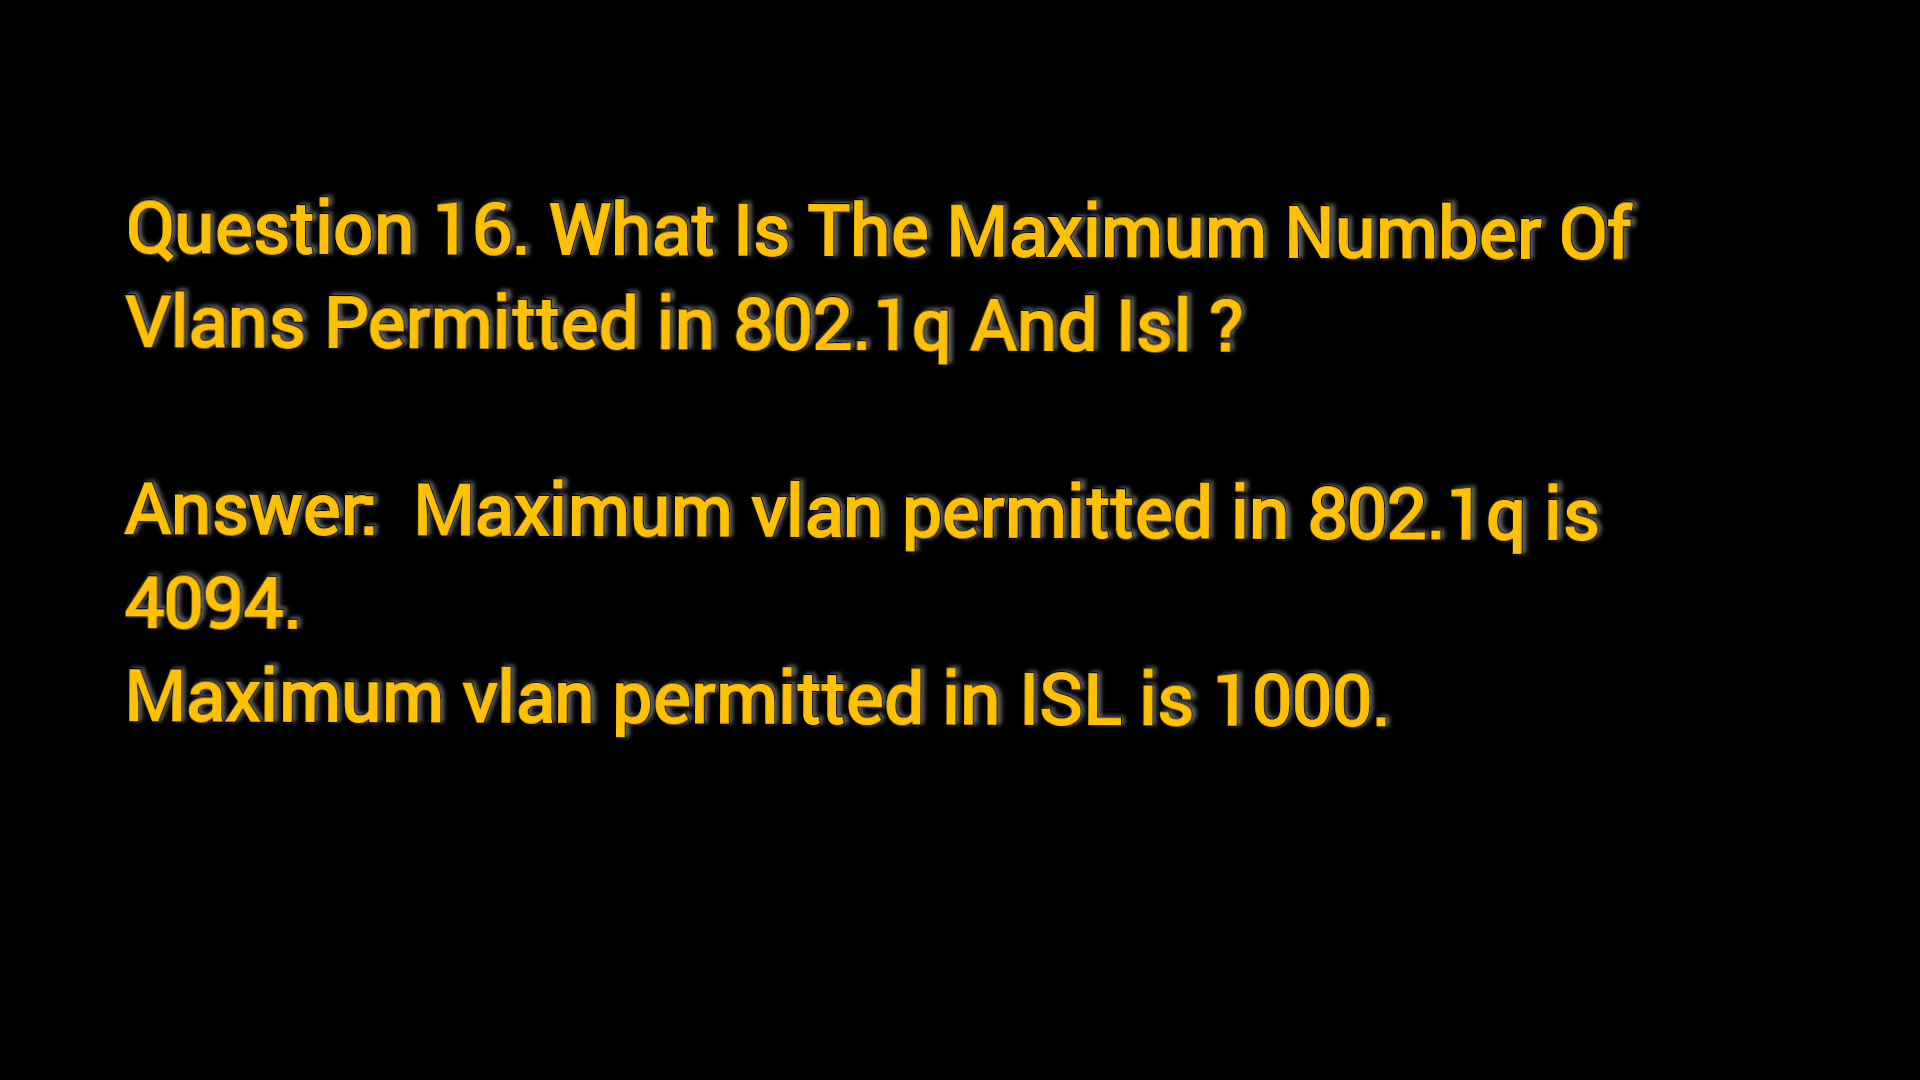 Question 16. What Is The Maximum Number Of
Vlans Permitted in 802.1q And Isl ?
Answer:  Maximum vlan permitted in 802.1q is
4094.
Maximum vlan permitted in ISL is 1000.